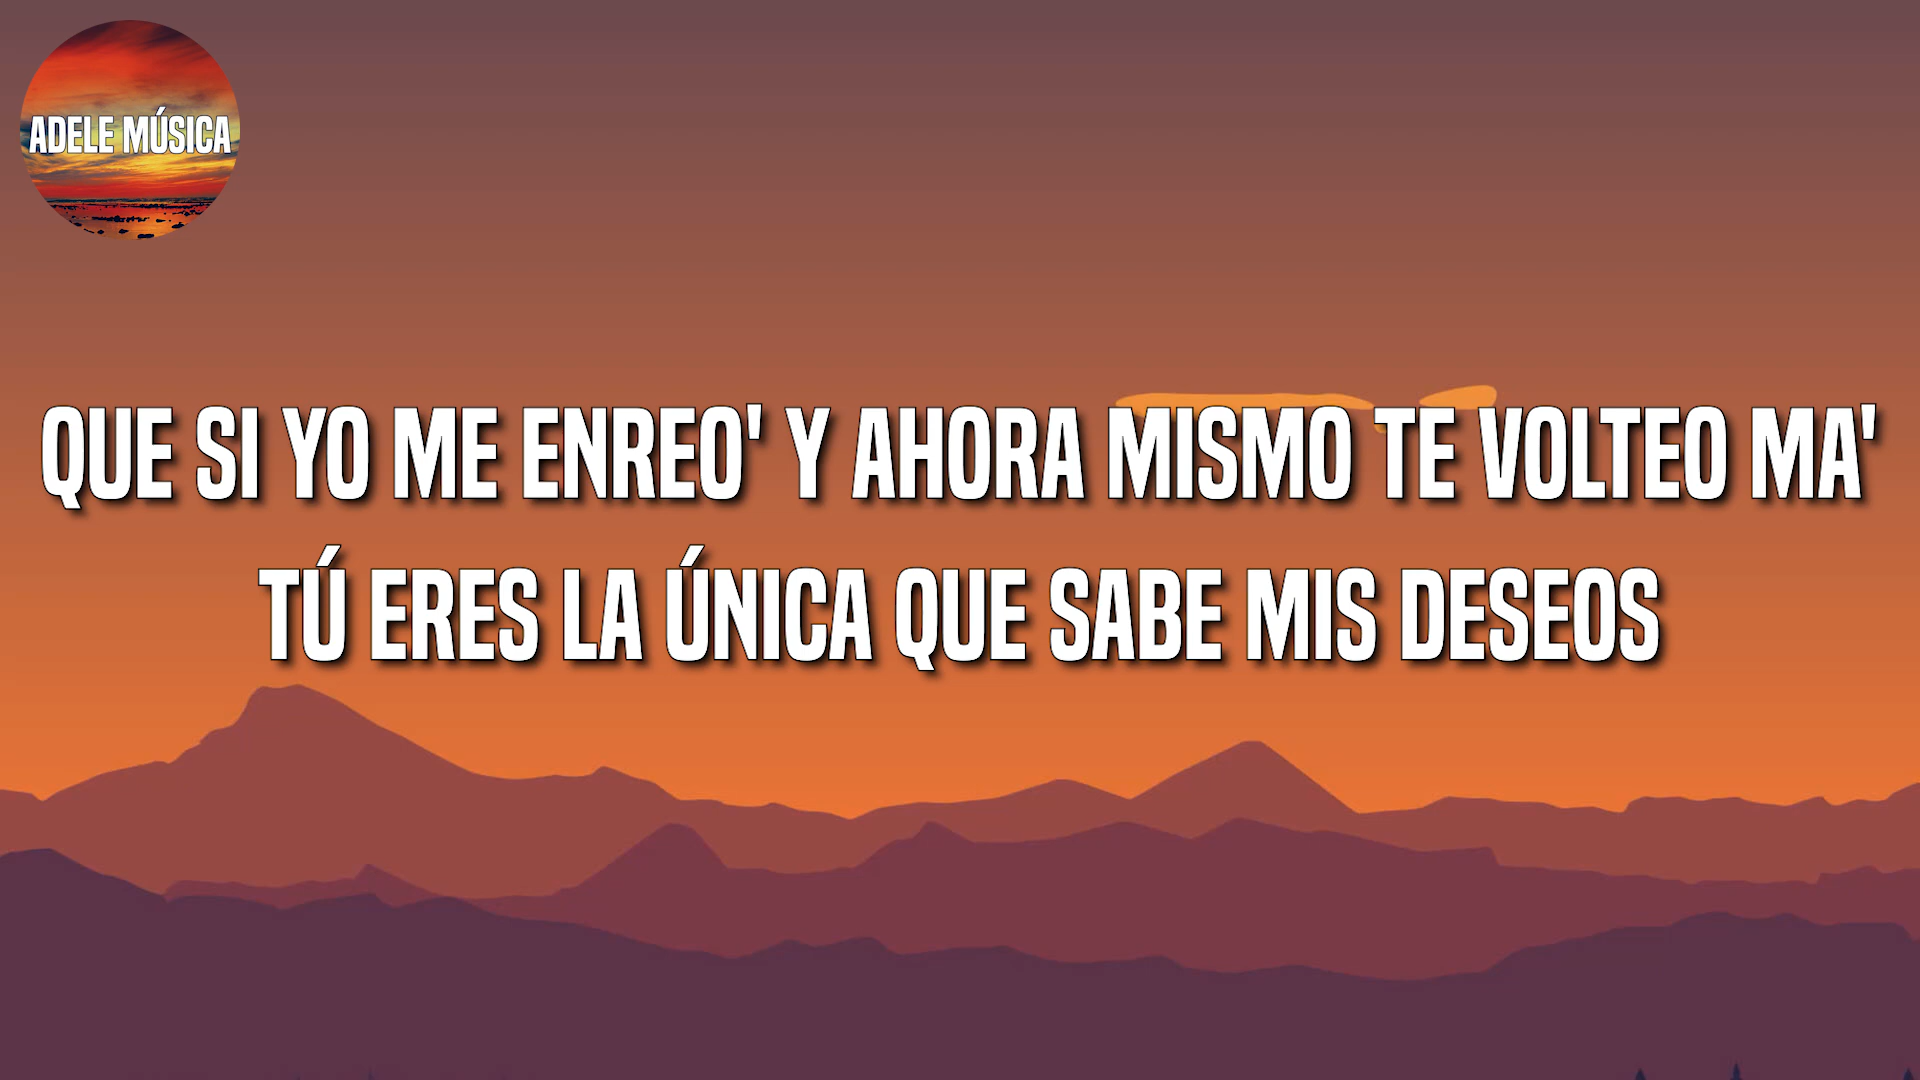 ADELE MÚSICA
QUE SI YO ME ENREO' Y AHORA MISMO TE VOLTEO MA'
TÚ ERES LA ÚNICA QUE SABE MIS DESEOS